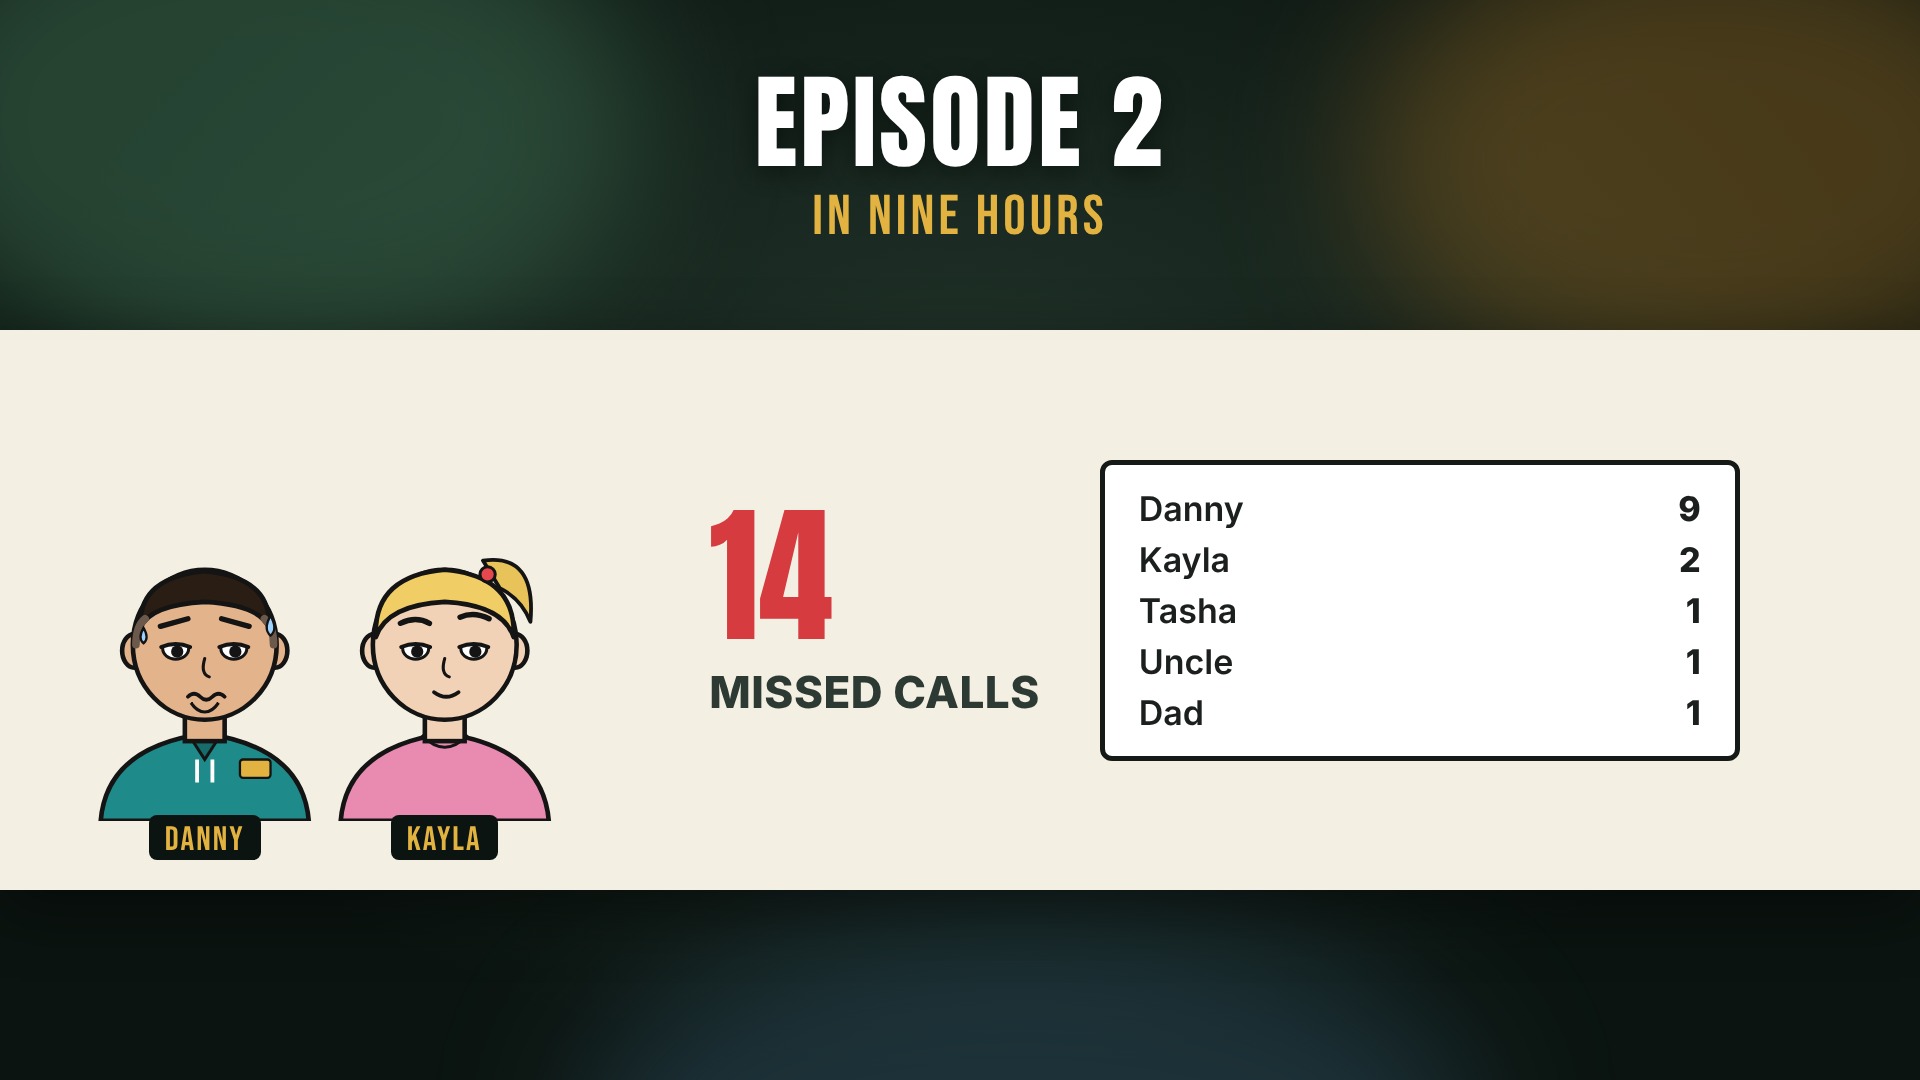 EPISODE 2
IN NINE HOURS
14
MISSED CALLS
Danny 9
Kayla 2
Tasha 1
Uncle 1
Dad 1
DANNY
KAYLA